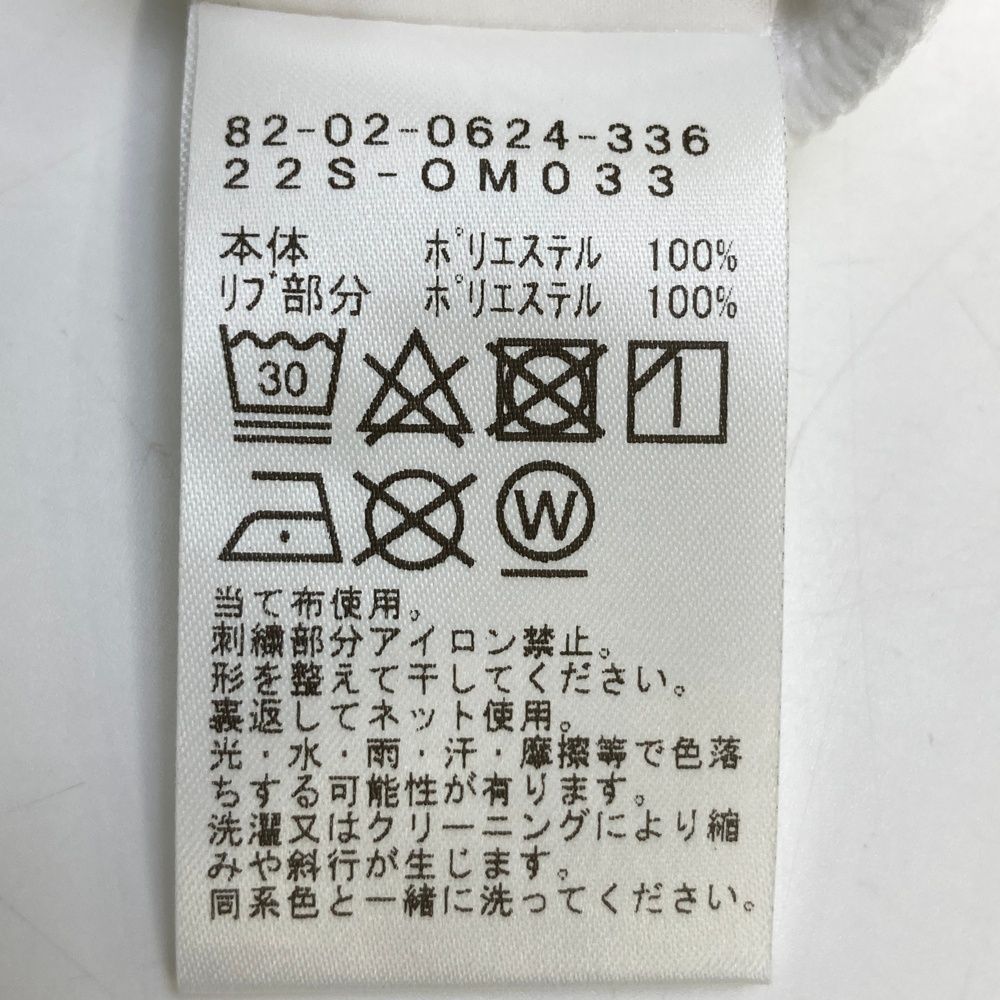 82-02-0624-336
22S-OM033
本体 ポリエステル 100%
リブ部分 ポリエステル 100%
30
W
当て布使用。
刺繍部分アイロン禁止。
形を整えて干してください。
裏返してネット使用。
光・水・雨・汗・摩擦等で色落
ちする可能性が有ります。
洗濯又はクリーニングにより縮
みや斜行が生じます。
同系色と一緒に洗ってください。